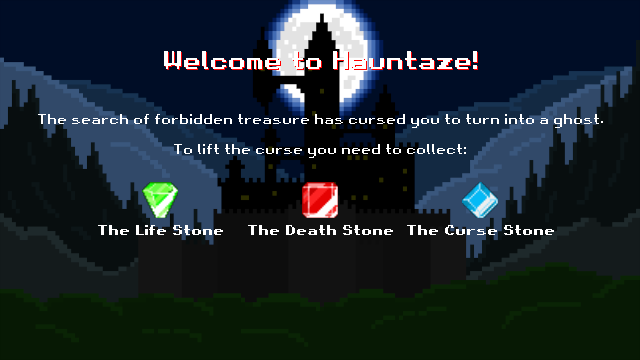 Welcome to Hauntaze!
The search of forbidden treasure has cursed you to turn into a ghost.
To lift the curse you need to collect:
The Life Stone
The Death Stone
The Curse Stone